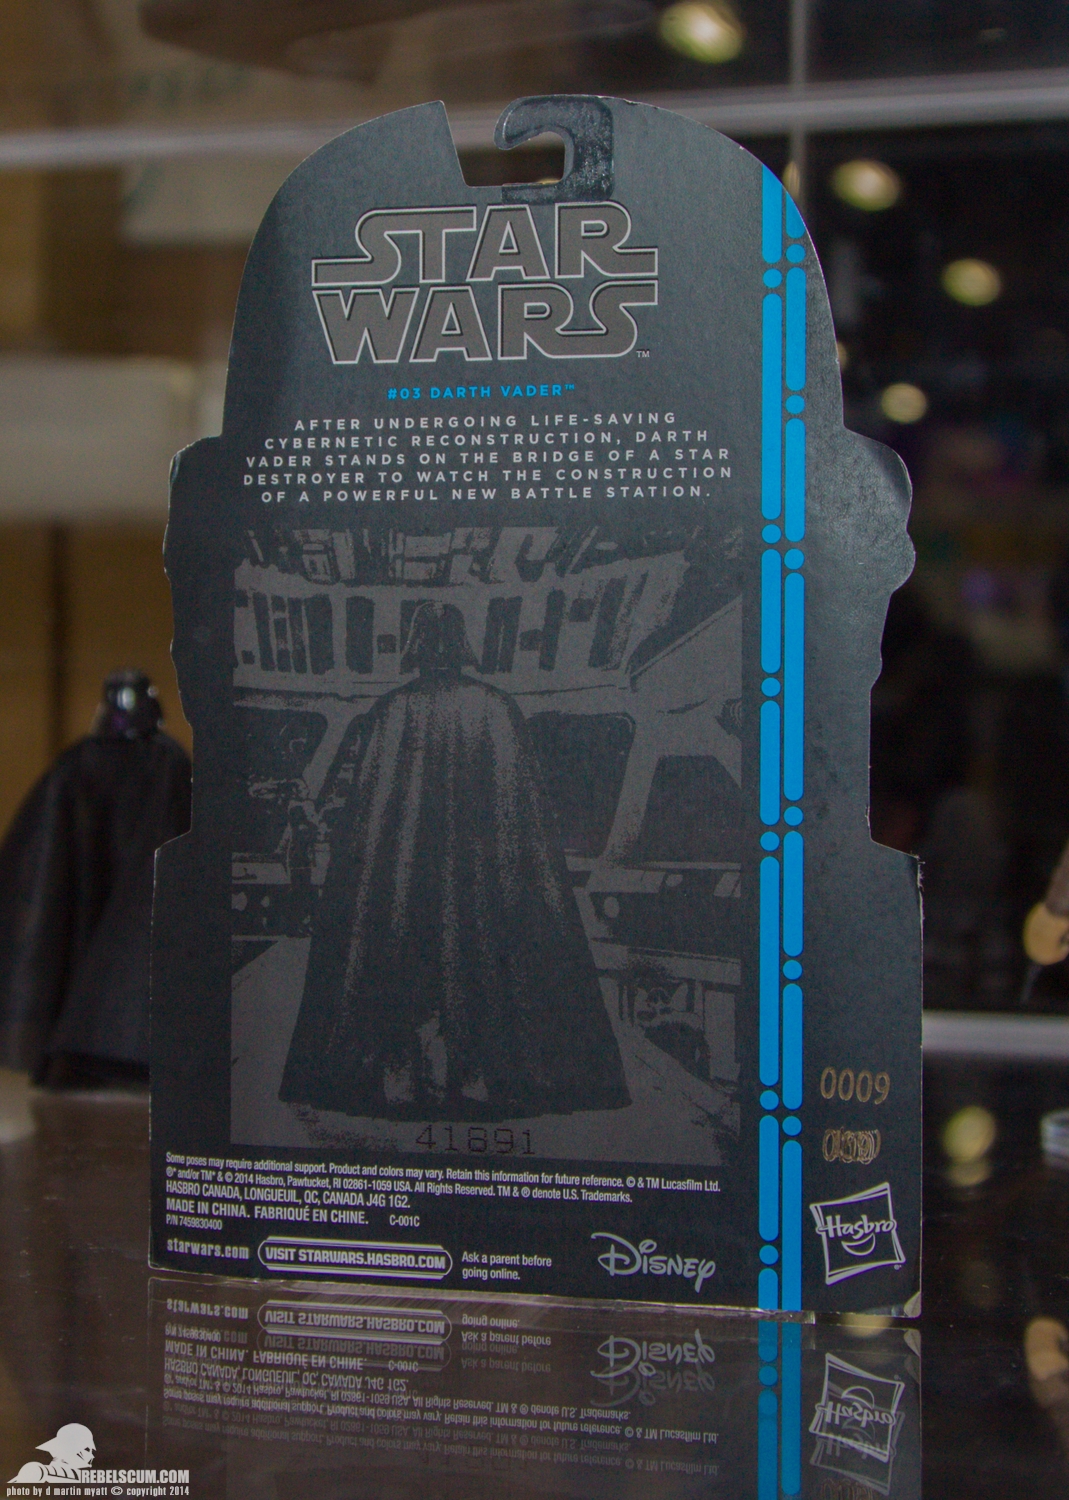 STAR
WARS™
#03 DARTH VADER™
AFTER UNDERGOING LIFE-SAVING
CYBERNETIC RECONSTRUCTION, DARTH
VADER STANDS ON THE BRIDGE OF A STAR
DESTROYER TO WATCH THE CONSTRUCTION
OF A POWERFUL NEW BATTLE STATION.
0009
41891
Some poses may require additional support. Product and colors may vary. Retain this information for future reference. © & TM Lucasfilm Ltd.
®* and/or TM* & © 2014 Hasbro, Pawtucket, RI 02861-1059 USA. All Rights Reserved. TM & ® denote U.S. Trademarks.
HASBRO CANADA, LONGUEUIL, QC, CANADA J4G 1G2.
MADE IN CHINA. FABRIQUÉ EN CHINE. C-001C
P/N 7459830400
starwars.com VISIT STARWARS.HASBRO.COM Ask a parent before
going online.
Disney
Hasbro
REBELSCUM.COM
photo by d martin myatt © copyright 2014